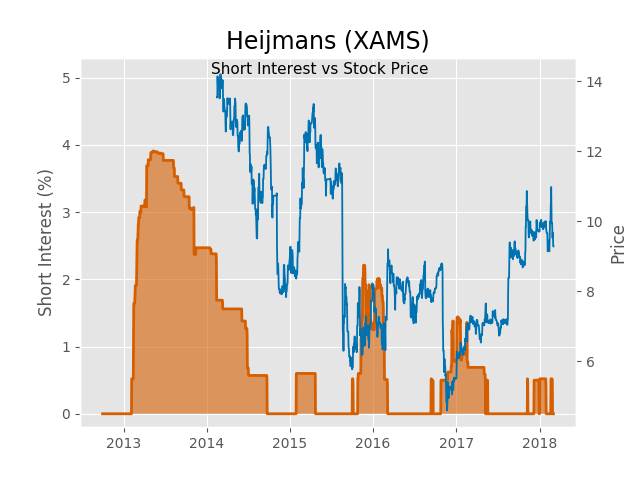 Heijmans (XAMS)
Short Interest vs Stock Price
Short Interest (%)
5
4
3
2
1
0
14
12
10
8
6
Price
2013 2014 2015 2016 2017 2018